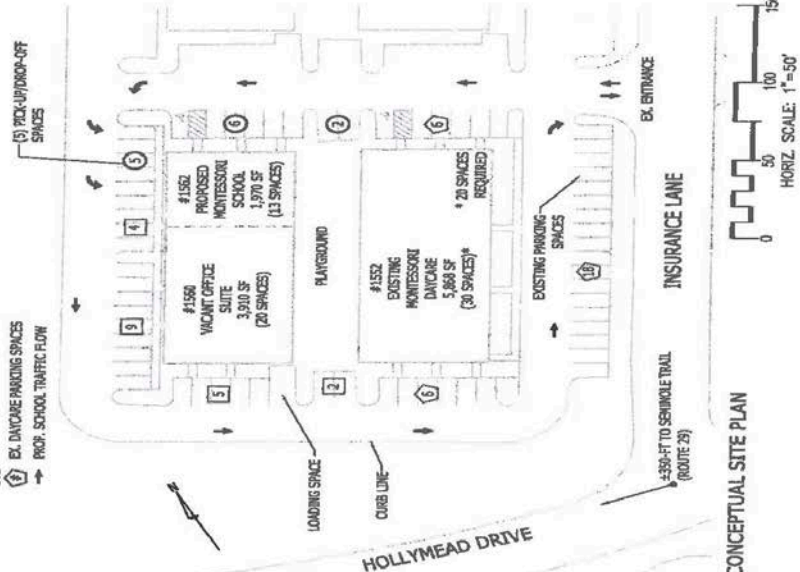 # EX. DAYCARE PARKING SPACES
→ PROP. SCHOOL TRAFFIC FLOW
(5) PICK-UP/DROP-OFF
SPACES
5
4
9
6
2
6
5
2
6
18
#1560
VACANT OFFICE
SUITE
3,910 SF
(20 SPACES)
#1562
PROPOSED
MONTESSORI
SCHOOL
1,970 SF
(13 SPACES)
PLAYGROUND
#1552
EXISTING
MONTESSORI
DAYCARE
5,868 SF
(30 SPACES)*
* 20 SPACES
REQUIRED
LOADING SPACE
CURB LINE
EXISTING PARKING
SPACES
EX. ENTRANCE
INSURANCE LANE
HOLLYMEAD DRIVE
±350-FT TO SEMINOLE TRAIL
(ROUTE 29)
N
CONCEPTUAL SITE PLAN
0 50 100 150
HORIZ. SCALE: 1"=50'